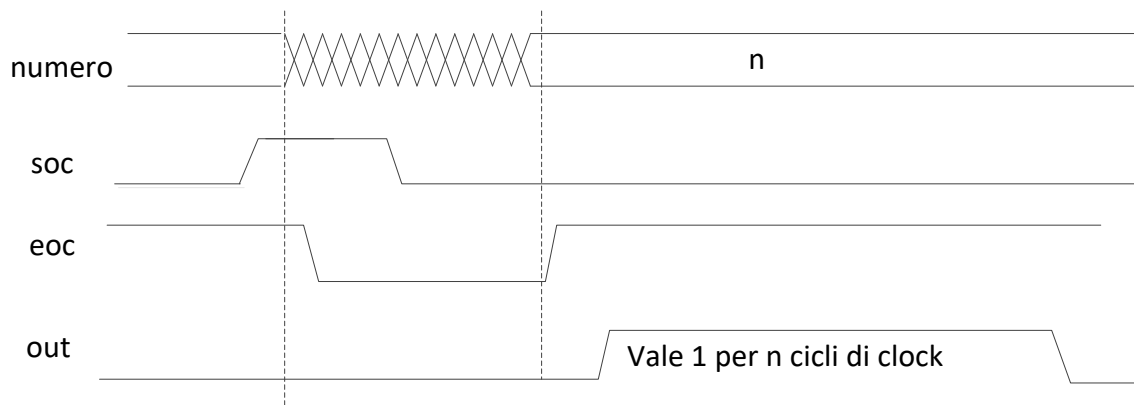 numero
n
soc
eoc
out
Vale 1 per n cicli di clock